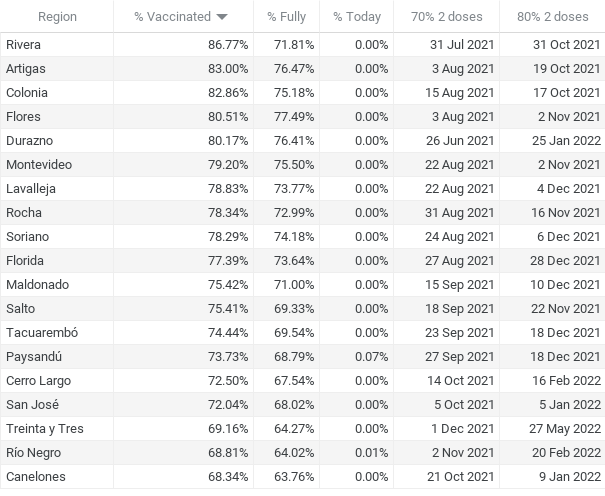 Region % Vaccinated % Fully % Today 70% 2 doses 80% 2 doses
Rivera 86.77% 71.81% 0.00% 31 Jul 2021 31 Oct 2021
Artigas 83.00% 76.47% 0.00% 3 Aug 2021 19 Oct 2021
Colonia 82.86% 75.18% 0.00% 15 Aug 2021 17 Oct 2021
Flores 80.51% 77.49% 0.00% 3 Aug 2021 2 Nov 2021
Durazno 80.17% 76.41% 0.00% 26 Jun 2021 25 Jan 2022
Montevideo 79.20% 75.50% 0.00% 22 Aug 2021 2 Nov 2021
Lavalleja 78.83% 73.77% 0.00% 22 Aug 2021 4 Dec 2021
Rocha 78.34% 72.99% 0.00% 31 Aug 2021 16 Nov 2021
Soriano 78.29% 74.18% 0.00% 24 Aug 2021 6 Dec 2021
Florida 77.39% 73.64% 0.00% 27 Aug 2021 28 Dec 2021
Maldonado 75.42% 71.00% 0.00% 15 Sep 2021 10 Dec 2021
Salto 75.41% 69.33% 0.00% 18 Sep 2021 22 Nov 2021
Tacuarembó 74.44% 69.54% 0.00% 23 Sep 2021 18 Dec 2021
Paysandú 73.73% 68.79% 0.07% 27 Sep 2021 18 Dec 2021
Cerro Largo 72.50% 67.54% 0.00% 14 Oct 2021 16 Feb 2022
San José 72.04% 68.02% 0.00% 5 Oct 2021 5 Jan 2022
Treinta y Tres 69.16% 64.27% 0.00% 1 Dec 2021 27 May 2022
Río Negro 68.81% 64.02% 0.01% 2 Nov 2021 20 Feb 2022
Canelones 68.34% 63.76% 0.00% 21 Oct 2021 9 Jan 2022